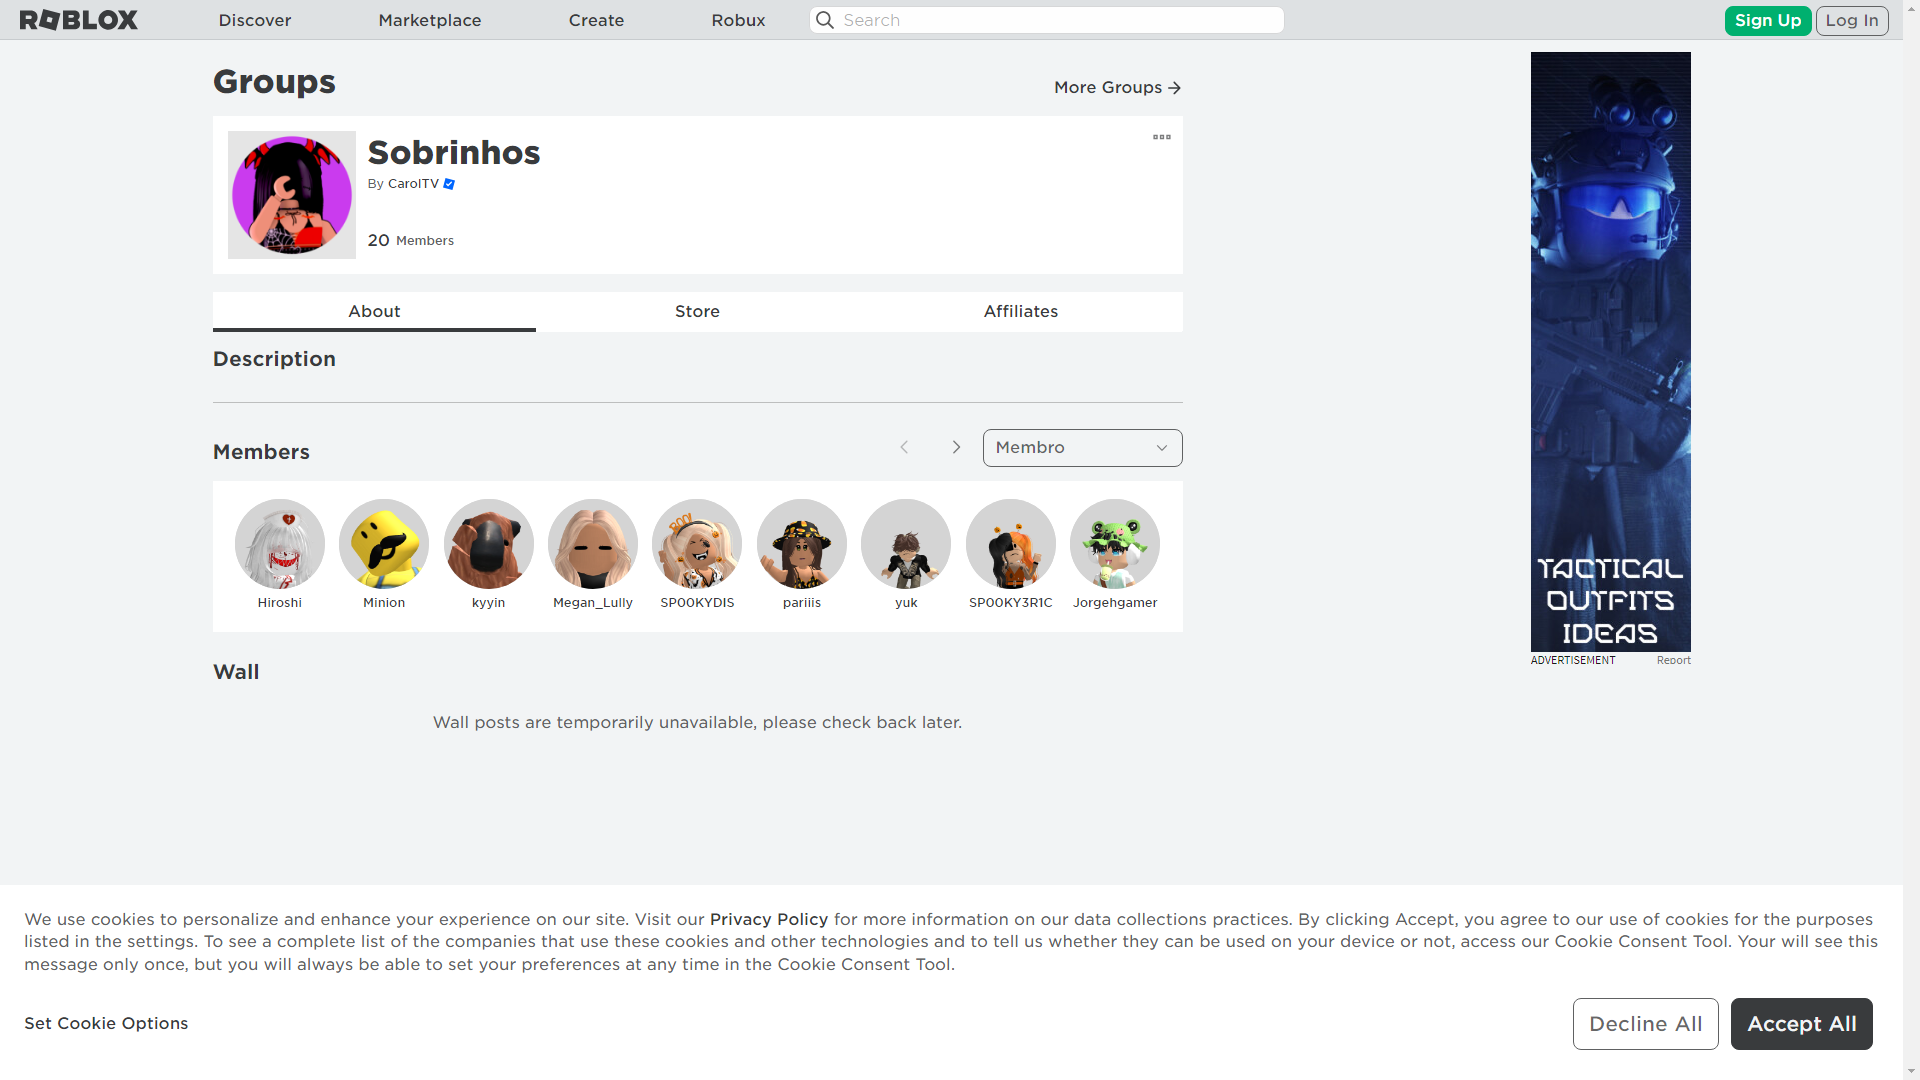 ROBLOX
Discover
Marketplace
Create
Robux
Search
Sign Up
Log In
Groups
More Groups
Sobrinhos
By CarolTV
20 Members
About
Store
Affiliates
Description
Members
Membro
BOO!
Hiroshi
Minion
kyyin
Megan_Lully
SP00KYDIS
pariiis
yuk
SP00KY3R1C
Jorgehgamer
TACTICAL
OUTFITS
IDEAS
ADVERTISEMENT
Report
Wall
Wall posts are temporarily unavailable, please check back later.
We use cookies to personalize and enhance your experience on our site. Visit our Privacy Policy for more information on our data collections practices. By clicking Accept, you agree to our use of cookies for the purposes
listed in the settings. To see a complete list of the companies that use these cookies and other technologies and to tell us whether they can be used on your device or not, access our Cookie Consent Tool. Your will see this
message only once, but you will always be able to set your preferences at any time in the Cookie Consent Tool.
Set Cookie Options
Decline All
Accept All